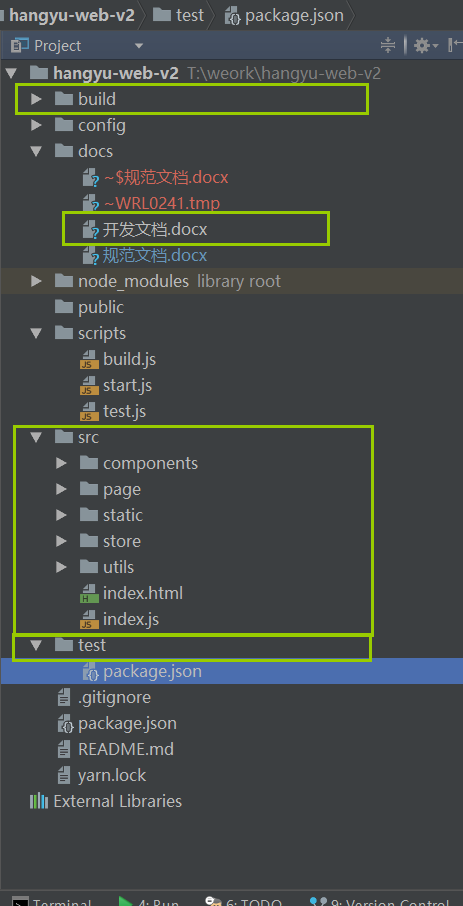 hangyu-web-v2 test package.json
Project
hangyu-web-v2 T:\weork\hangyu-web-v2
build
config
docs
~$规范文档.docx
~WRL0241.tmp
开发文档.docx
规范文档.docx
node_modules library root
public
scripts
build.js
start.js
test.js
src
components
page
static
store
utils
index.html
index.js
test
package.json
.gitignore
package.json
README.md
yarn.lock
External Libraries
Terminal 4: Run 6: TODO 9: Version Control